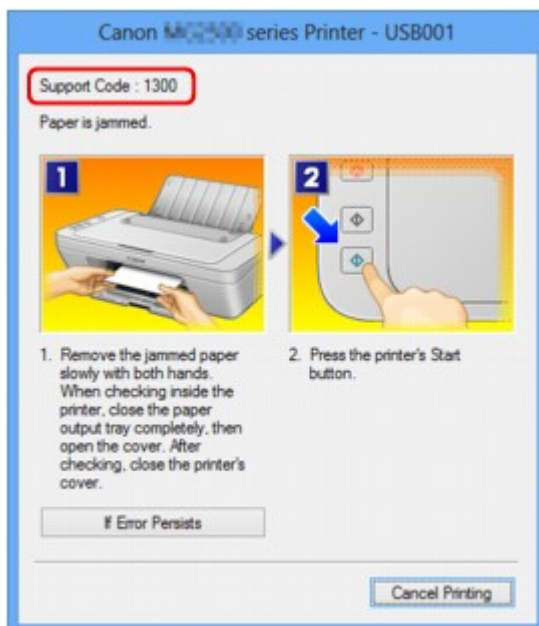 Canon series Printer - USB001
Support Code : 1300
Paper is jammed.
1
2
1. Remove the jammed paper
slowly with both hands.
When checking inside the
printer, close the paper
output tray completely, then
open the cover. After
checking, close the printer's
cover.
2. Press the printer's Start
button.
If Error Persists
Cancel Printing